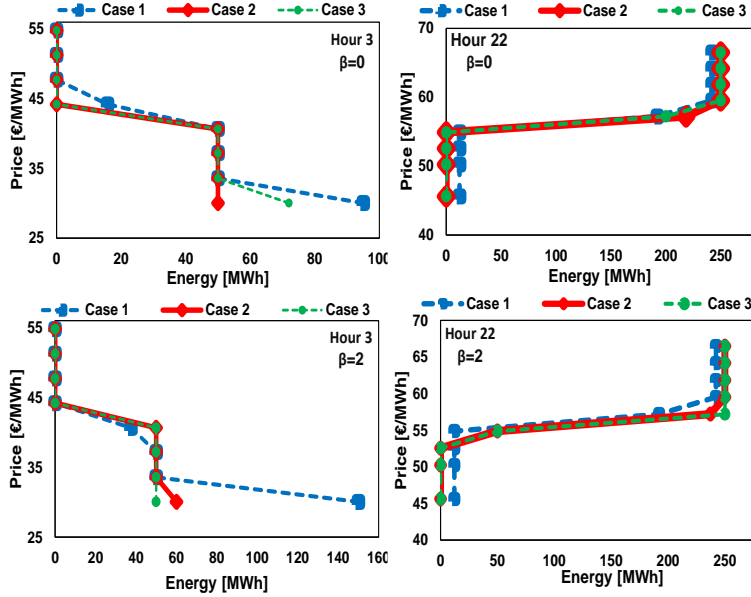 Case 1 Case 2 Case 3
Hour 3
β=0
Price [€/MWh]
55
45
35
25
0 20 40 60 80 100
Energy [MWh]
Case 1 Case 2 Case 3
Hour 22
β=0
Price [€/MWh]
70
60
50
40
0 50 100 150 200 250
Energy [MWh]
Case 1 Case 2 Case 3
Hour 3
β=2
Price [€/MWh]
55
45
35
25
0 20 40 60 80 100 120 140 160
Energy [MWh]
Case 1 Case 2 Case 3
Hour 22
β=2
Price [€/MWh]
70
65
60
55
50
45
40
0 50 100 150 200 250
Energy [MWh]